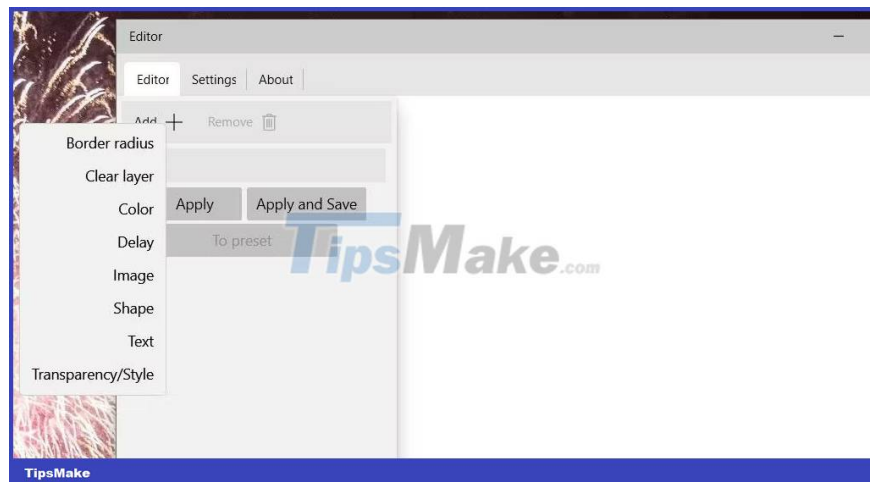 Editor
Editor Settings About
Add Remove
Border radius
Clear layer
Color
Delay
Image
Shape
Text
Transparency/Style
Apply Apply and Save
To preset
TipsMake.com
TipsMake